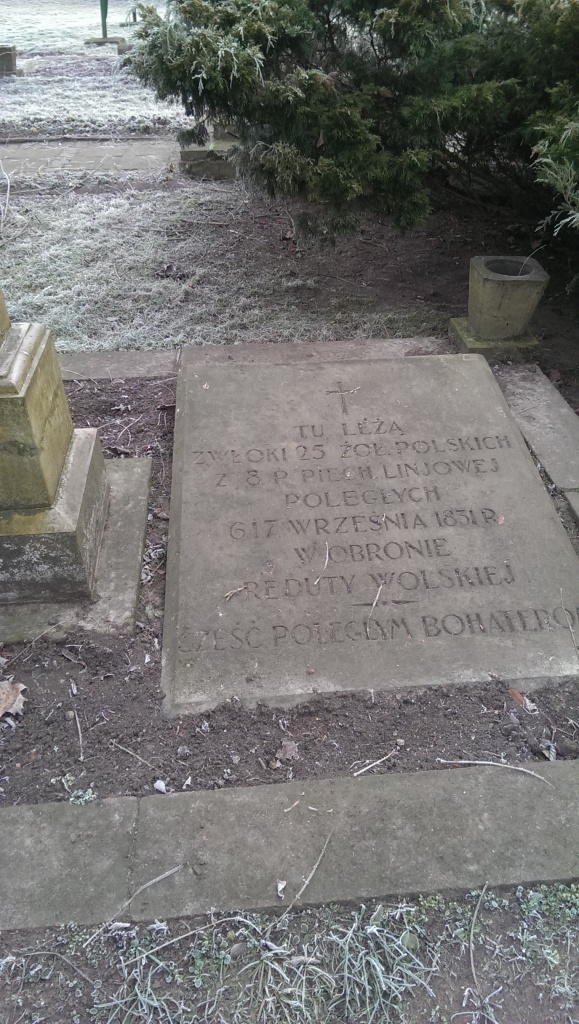 TU LEŻĄ
ZWŁOKI 25 ŻOŁ. POLSKICH
Z 8 P. PIECH. LINJOWEJ
POLEGŁYCH
6 I 7 WRZEŚNIA 1831 R.
W OBRONIE
REDUTY WOLSKIEJ
CZEŚĆ POLEGŁYM BOHATERO